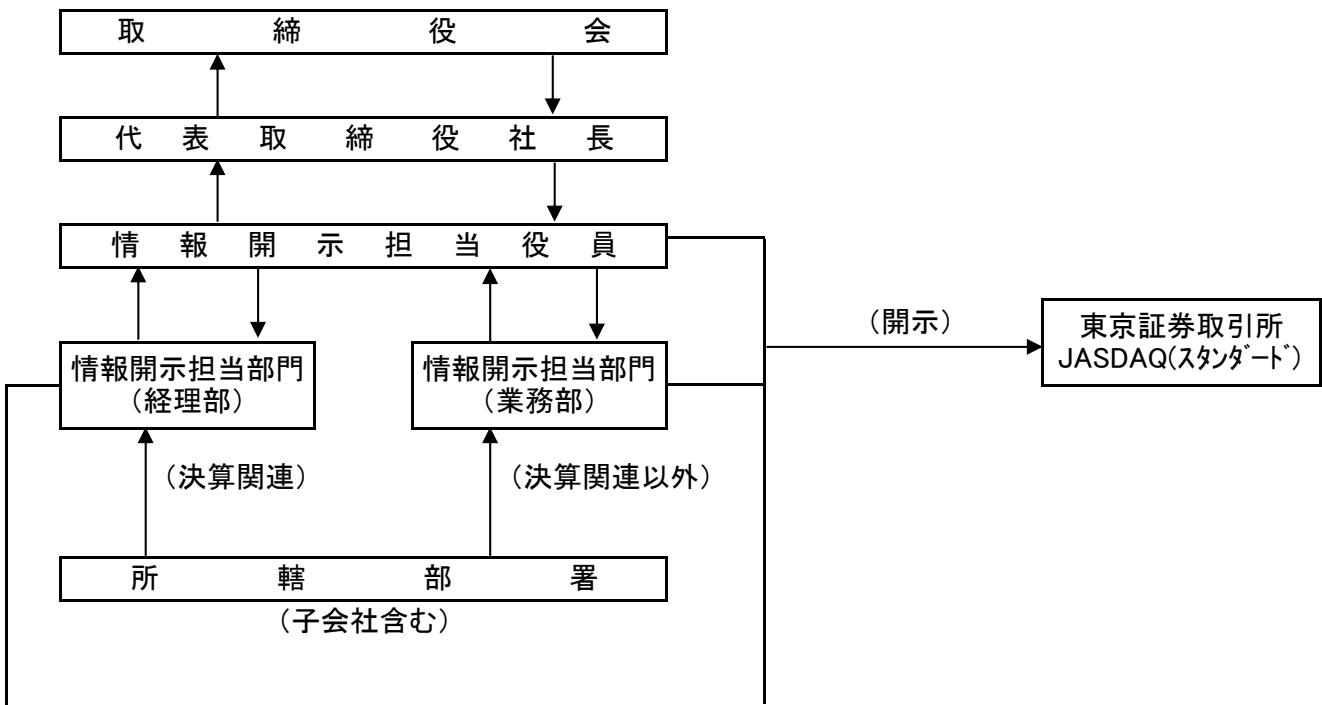 取締役会
代表取締役社長
情報開示担当役員
（開示）
東京証券取引所
JASDAQ(ｽﾀﾝﾀﾞｰﾄﾞ)
情報開示担当部門
（経理部）
情報開示担当部門
（業務部）
（決算関連）
（決算関連以外）
所轄部署
（子会社含む）